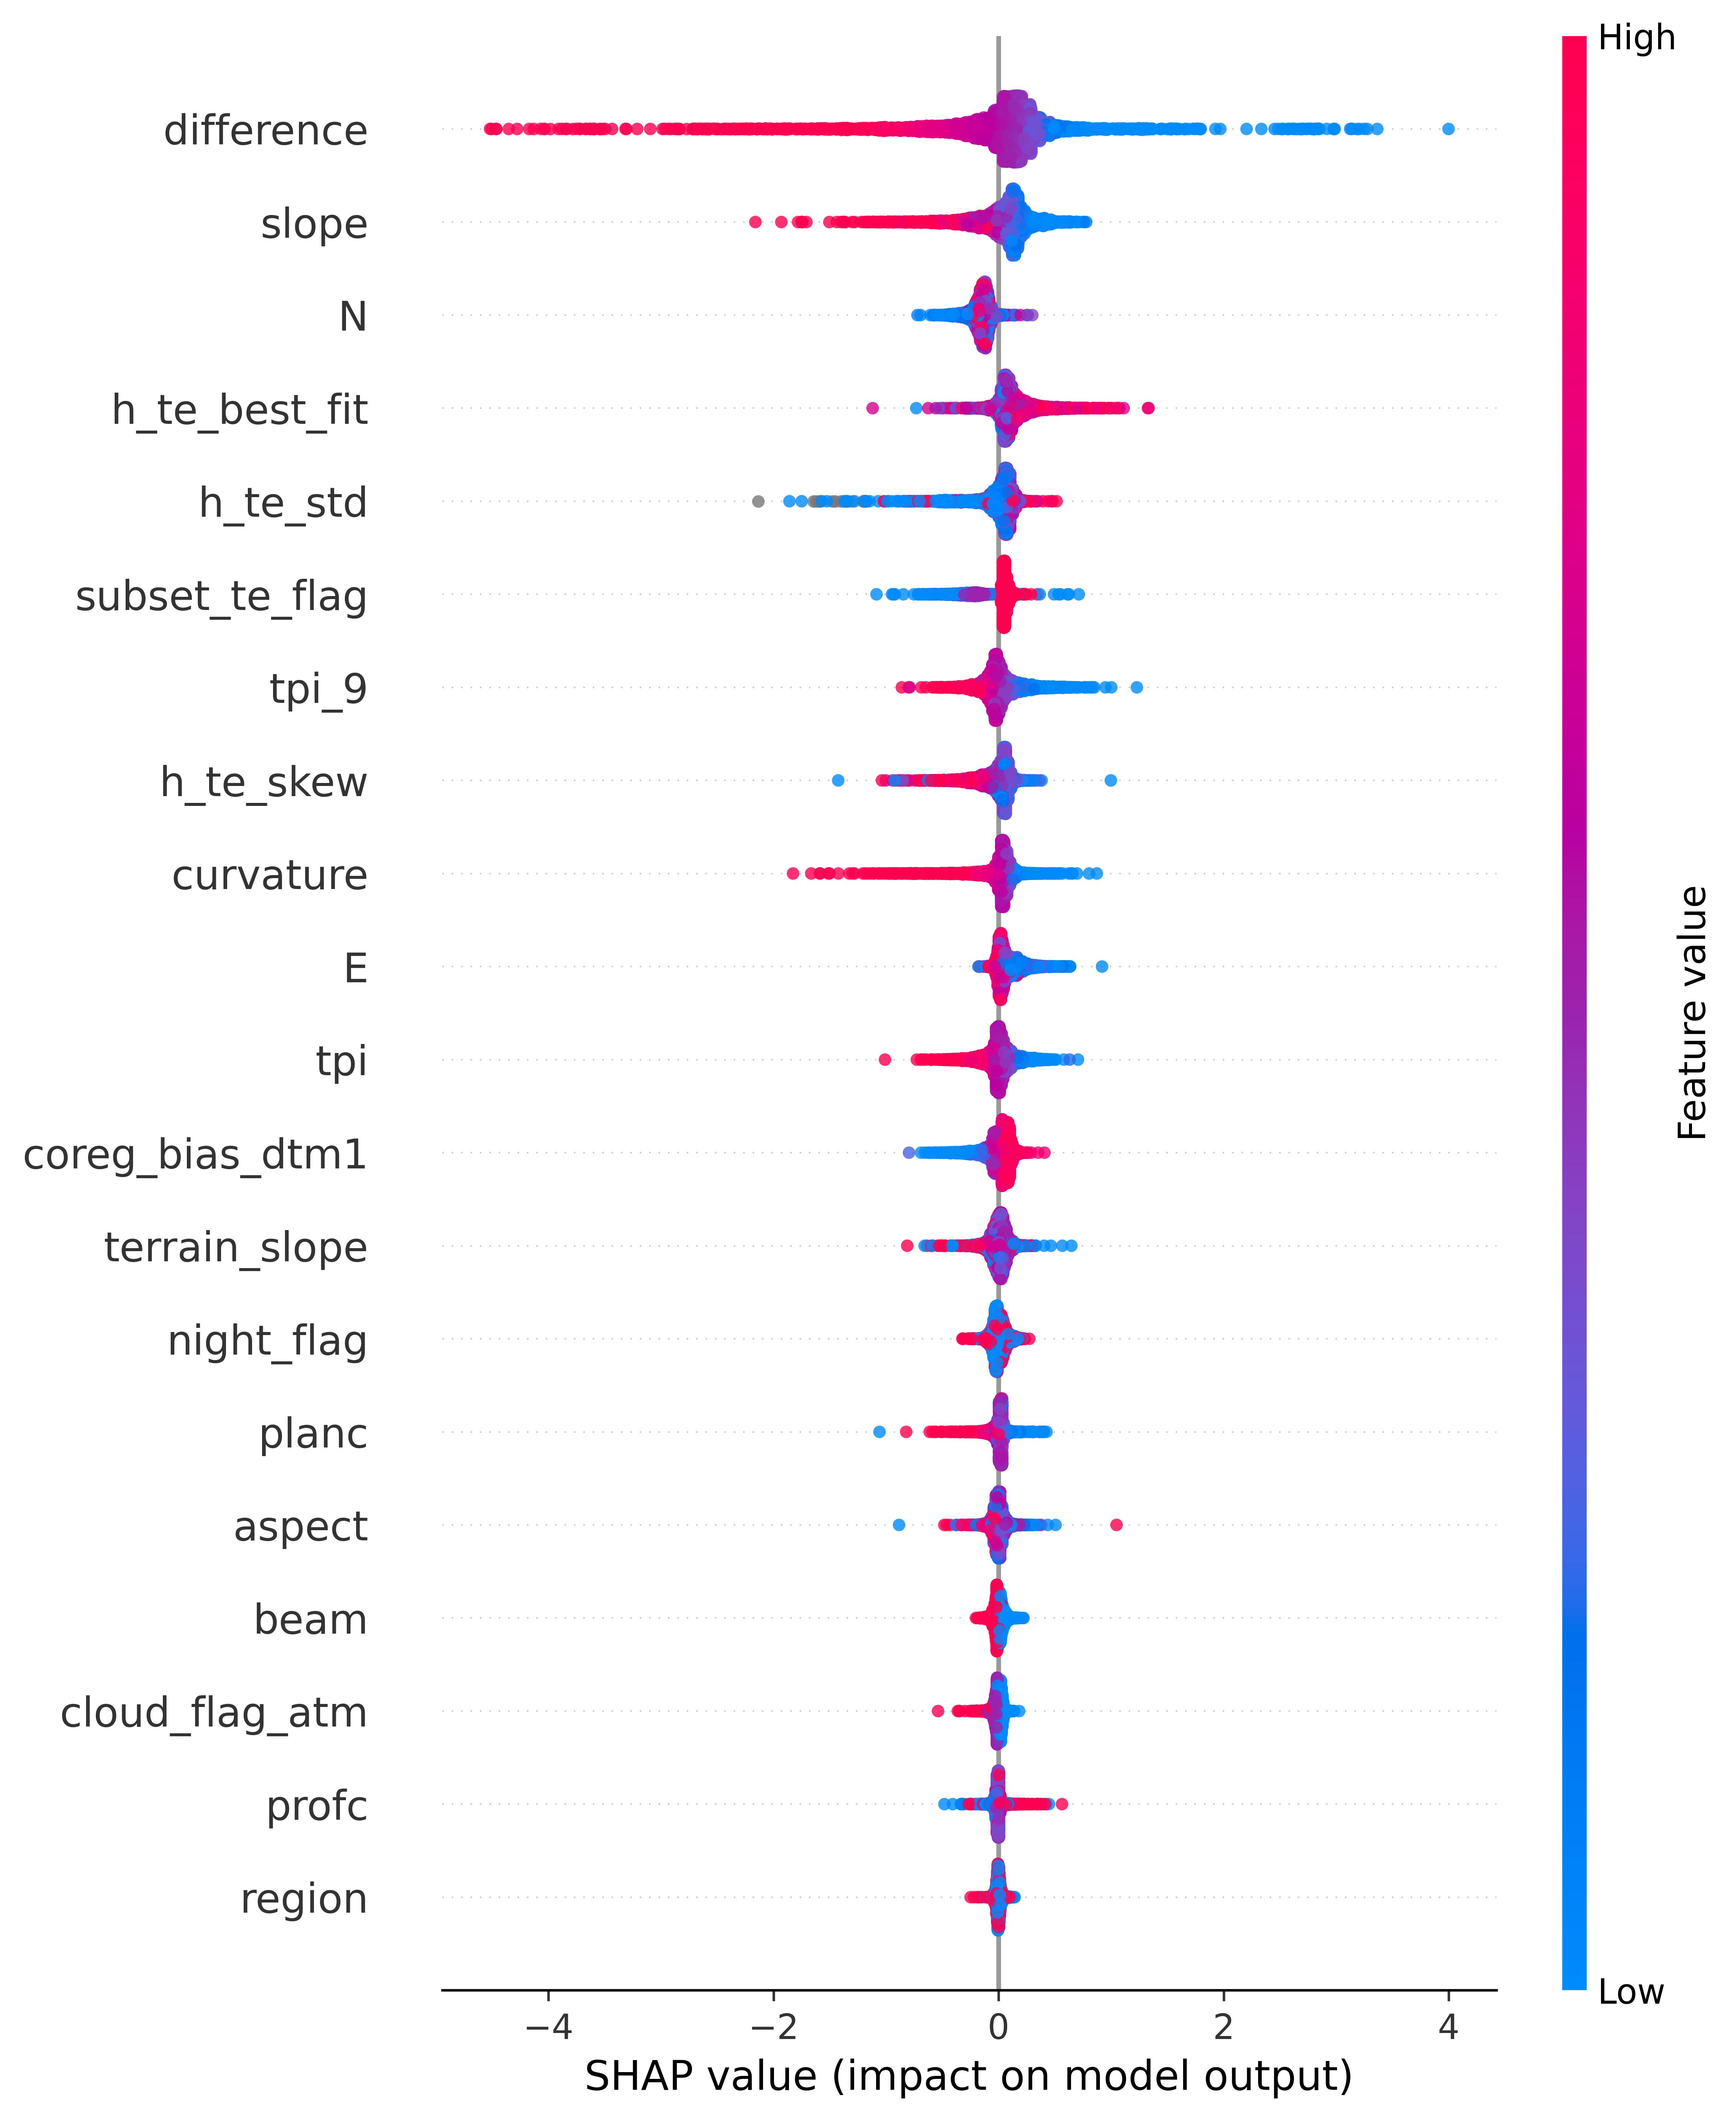 High
difference
slope
N
h_te_best_fit
h_te_std
subset_te_flag
tpi_9
h_te_skew
curvature
E
tpi
coreg_bias_dtm1
terrain_slope
night_flag
planc
aspect
beam
cloud_flag_atm
profc
region
Feature value
Low
−4 −2 0 2 4
SHAP value (impact on model output)